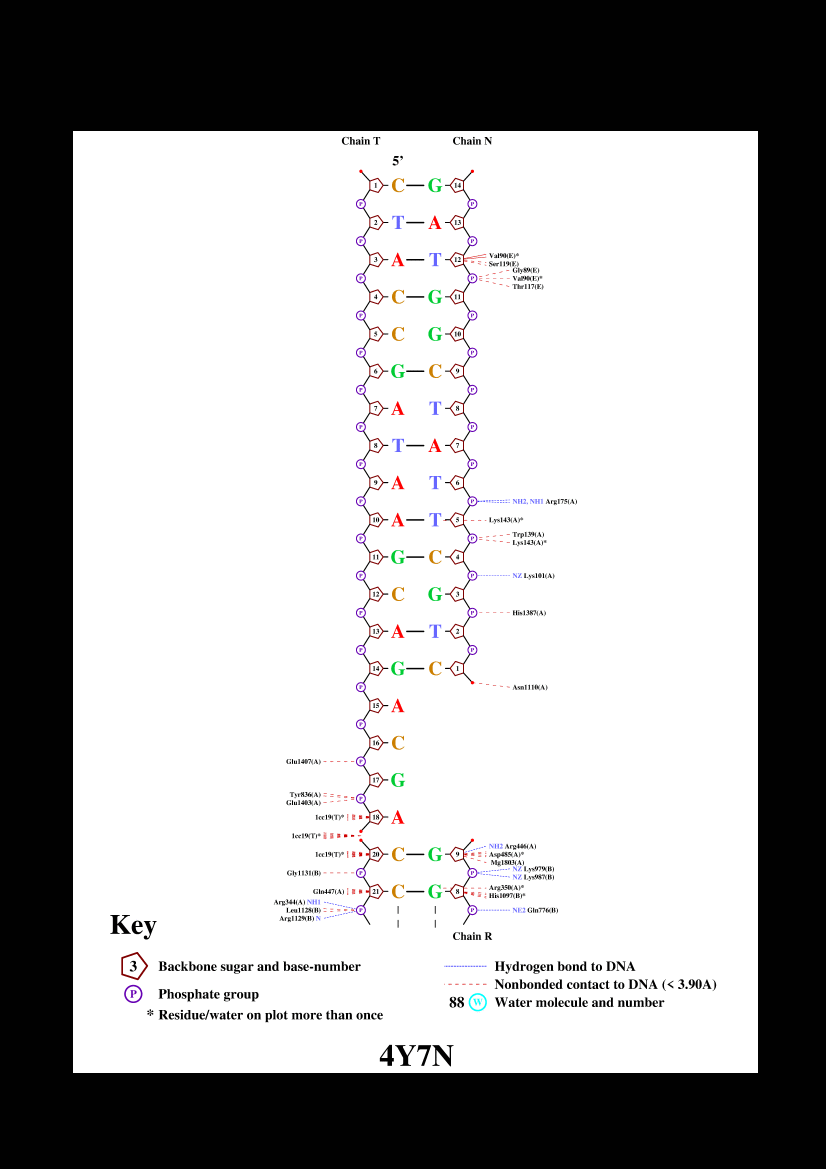 Chain T Chain N
5'
1 C G 14
P P
2 T A 13
P P
3 A T 12 Val90(E)*
Ser119(E)
Gly89(E)
P P Val90(E)*
Thr117(E)
4 C G 11
P P
5 C G 10
P P
6 G C 9
P P
7 A T 8
P P
8 T A 7
P P
9 A T 6
P P NH2, NH1 Arg175(A)
10 A T 5 Lys143(A)*
Trp139(A)
P P
Lys143(A)*
11 G C 4
P P NZ Lys101(A)
12 C G 3
P P His1387(A)
13 A T 2
P P
14 G C 1
P Asn1110(A)
15 A
P
16 C
Glu1407(A) P
17 G
Tyr836(A) P
Glu1403(A)
1cc19(T)* 18 A
1cc19(T)*
NH2 Arg446(A)
1cc19(T)* 20 C G 9 Asp485(A)*
Mg1803(A)
NZ Lys979(B)
Gly1131(B) P P
NZ Lys987(B)
Arg350(A)*
Gln447(A) 21 C G 8
His1097(B)*
Arg344(A) NH1
Leu1128(B) P P NE2 Gln776(B)
Arg1129(B) N
Chain R
Key
3 Backbone sugar and base-number
P Phosphate group
* Residue/water on plot more than once
Hydrogen bond to DNA
Nonbonded contact to DNA (< 3.90A)
88 W Water molecule and number
4Y7N